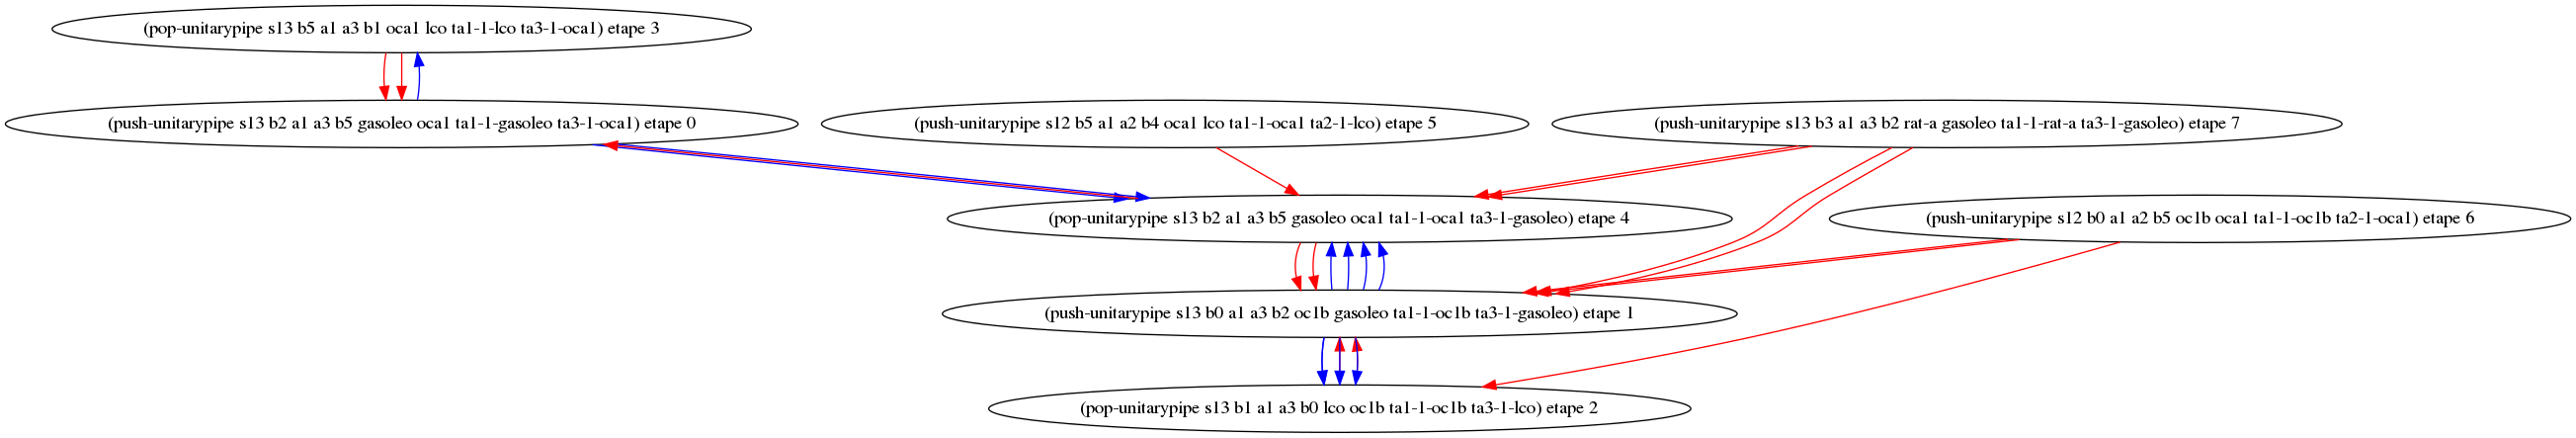 (pop-unitarypipe s13 b5 a1 a3 b1 oca1 lco ta1-1-lco ta3-1-oca1) etape 3
(push-unitarypipe s13 b2 a1 a3 b5 gasoleo oca1 ta1-1-gasoleo ta3-1-oca1) etape 0
(push-unitarypipe s12 b5 a1 a2 b4 oca1 lco ta1-1-oca1 ta2-1-lco) etape 5
(push-unitarypipe s13 b3 a1 a3 b2 rat-a gasoleo ta1-1-rat-a ta3-1-gasoleo) etape 7
(pop-unitarypipe s13 b2 a1 a3 b5 gasoleo oca1 ta1-1-oca1 ta3-1-gasoleo) etape 4
(push-unitarypipe s12 b0 a1 a2 b5 oc1b oca1 ta1-1-oc1b ta2-1-oca1) etape 6
(push-unitarypipe s13 b0 a1 a3 b2 oc1b gasoleo ta1-1-oc1b ta3-1-gasoleo) etape 1
(pop-unitarypipe s13 b1 a1 a3 b0 lco oc1b ta1-1-oc1b ta3-1-lco) etape 2